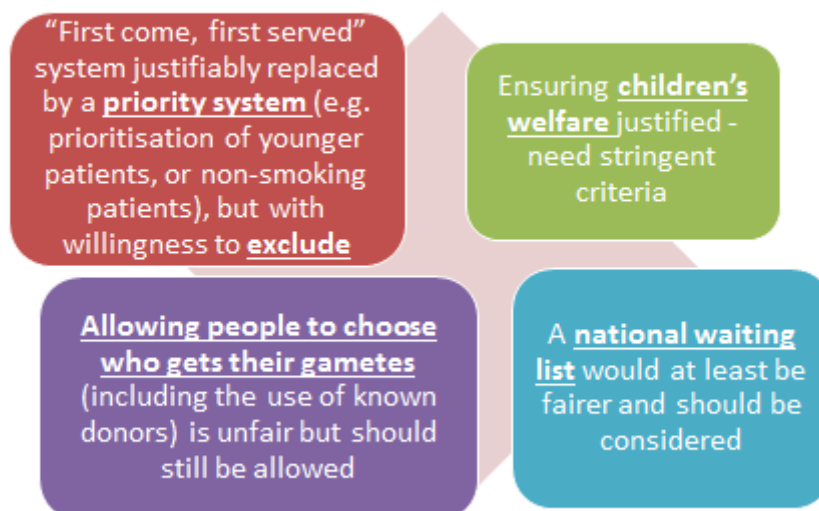 “First come, first served”
system justifiably replaced
by a priority system (e.g.
prioritisation of younger
patients, or non-smoking
patients), but with
willingness to exclude
Ensuring children’s
welfare justified -
need stringent
criteria
Allowing people to choose
who gets their gametes
(including the use of known
donors) is unfair but should
still be allowed
A national waiting
list would at least be
fairer and should be
considered